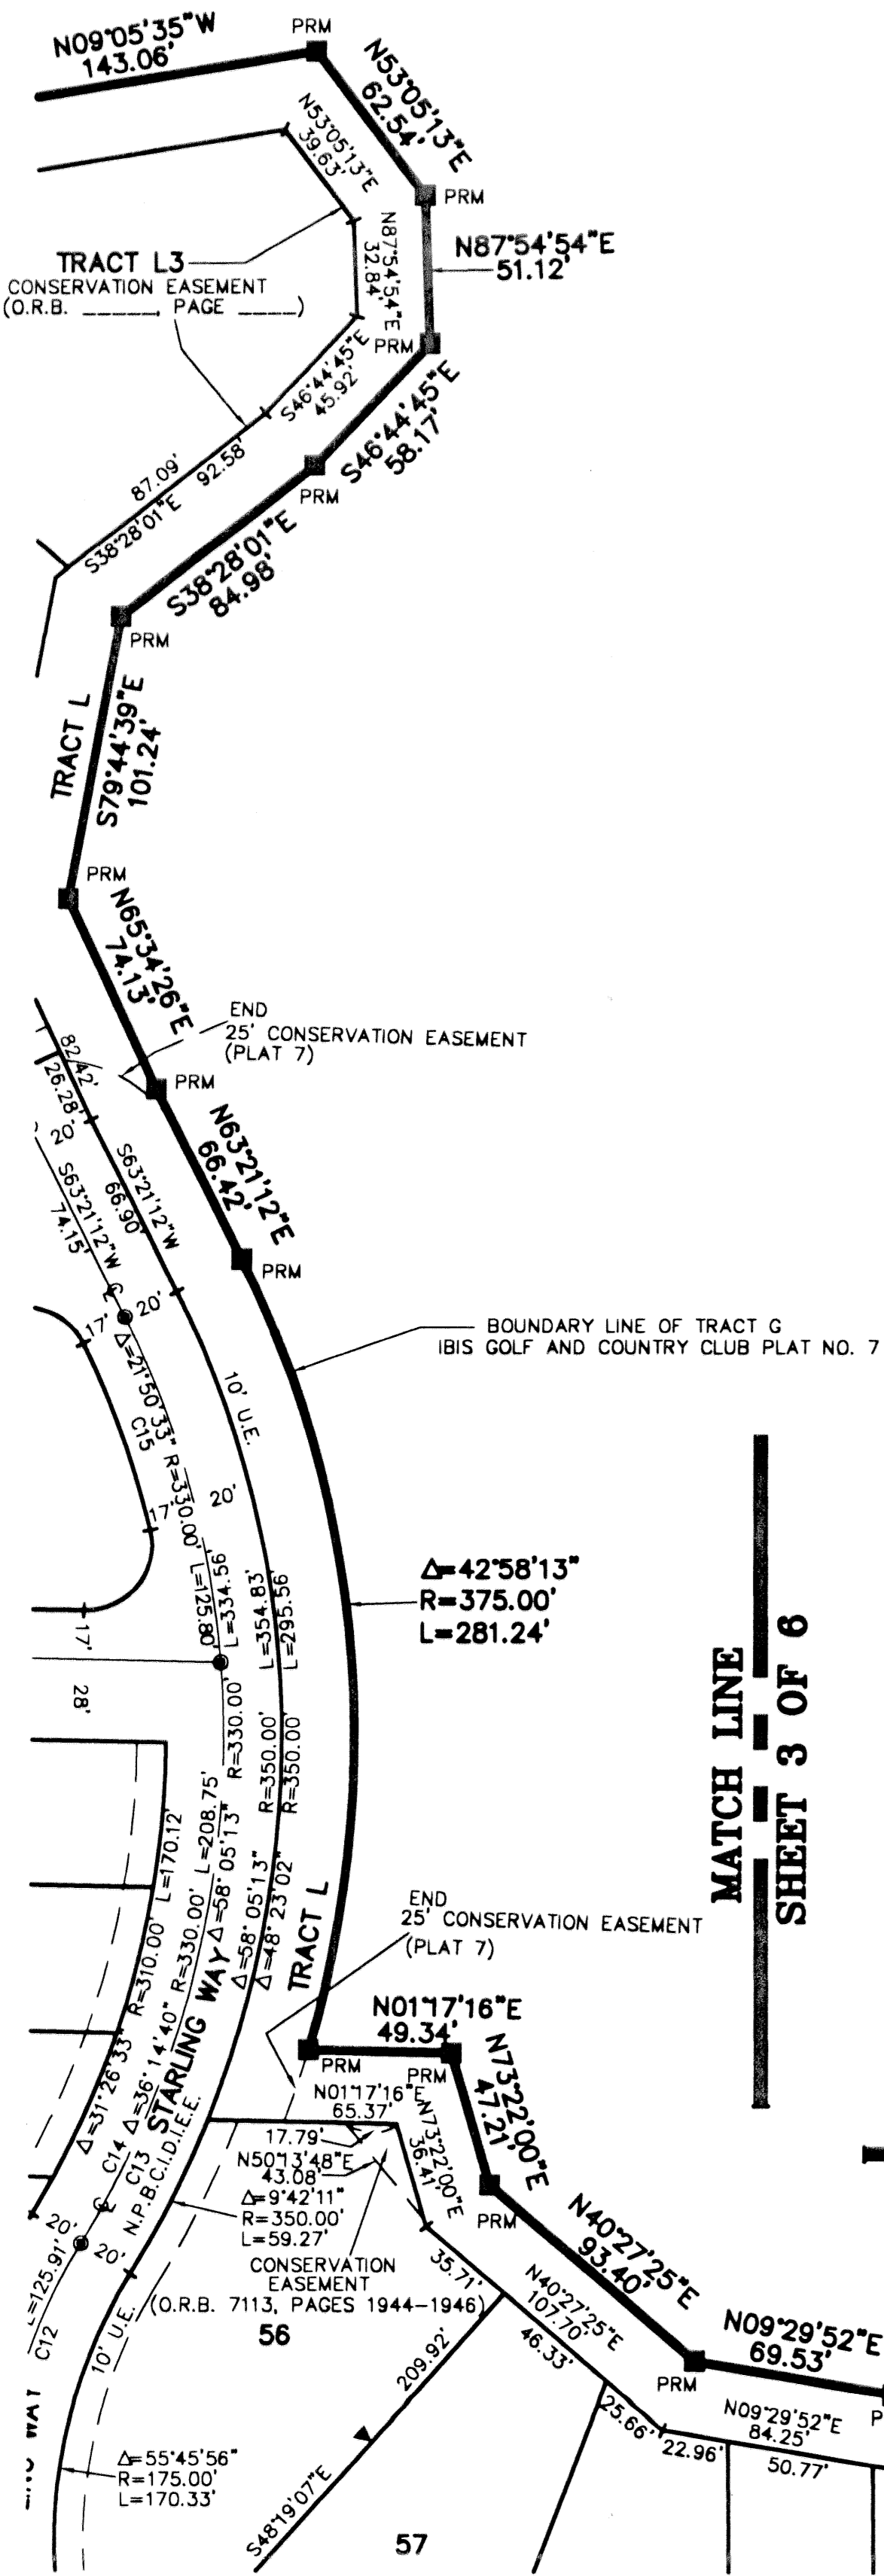 N09°05'35"W
143.06'
PRM
N53°05'13"E
62.54'
N53°05'13"E
39.63'
PRM
N87°54'54"E
32.84'
N87°54'54"E
51.12'
TRACT L3
CONSERVATION EASEMENT
(O.R.B. _____, PAGE _____)
PRM
S46°44'45"E
45.92'
S46°44'45"E
58.17'
87.09'
92.58'
S38°28'01"E
PRM
S38°28'01"E
84.98'
PRM
TRACT L
S79°44'39"E
101.24'
PRM
N65°34'26"E
74.13'
END
25' CONSERVATION EASEMENT
(PLAT 7)
82.42'
26.28'
20'
PRM
N63°21'12"E
66.42'
S63°21'12"W
66.90'
S63°21'12"W
74.15'
PRM
20'
17'
BOUNDARY LINE OF TRACT G
IBIS GOLF AND COUNTRY CLUB PLAT NO. 7
10' U.E.
Δ=21°50'33" R=330.00' L=125.80'
C15
20'
17'
Δ=42°58'13"
R=375.00'
L=281.24'
17'
28'
MATCH LINE
SHEET 3 OF 6
Δ=58°05'13" R=330.00' L=334.56'
Δ=58°05'13" R=350.00' L=354.83'
Δ=48°23'02" R=350.00' L=295.56'
TRACT L
Δ=31°26'33" R=310.00' L=170.12'
Δ=36°14'40" R=330.00' L=208.75'
C14
C13
STARLING WAY
N.P.B.C.I.D.I.E.E.
END
25' CONSERVATION EASEMENT
(PLAT 7)
N01°17'16"E
49.34'
PRM
PRM
N73°22'00"E
47.21'
N01°17'16"E
65.37'
N73°22'00"E
36.41'
17.79'
N50°13'48"E
43.08'
Δ=9°42'11"
R=350.00'
L=59.27'
CONSERVATION
EASEMENT
(O.R.B. 7113, PAGES 1944-1946)
56
PRM
N40°27'25"E
93.40'
20'
20'
L=125.91'
C12
10' U.E.
35.71'
N40°27'25"E
107.70'
46.33'
209.92'
S48°19'07"E
N09°29'52"E
69.53'
PRM
25.66'
N09°29'52"E
84.25'
22.96'
50.77'
Δ=55°45'56"
R=175.00'
L=170.33'
WAY
57